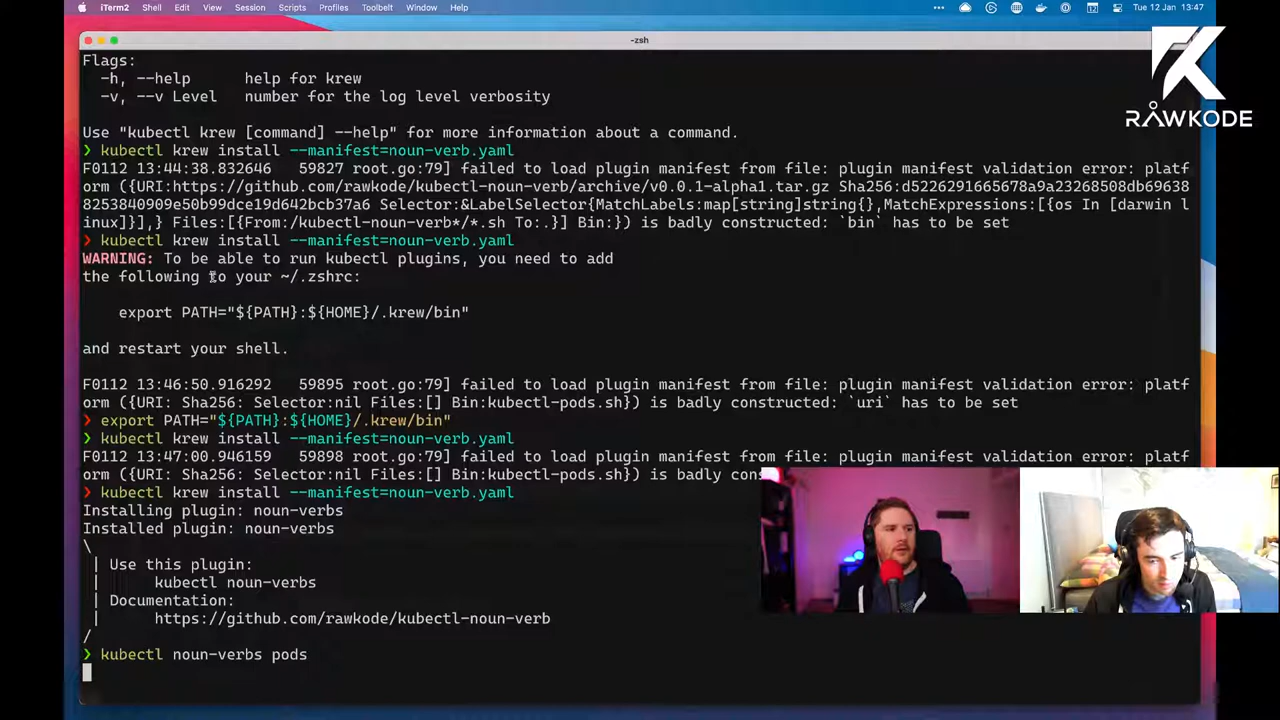 iTerm2 Shell Edit View Session Scripts Profiles Toolbelt Window Help
Tue 12 Jan 13:47
-zsh
RAWKODE
Flags:
-h, --help help for krew
-v, --v Level number for the log level verbosity
Use "kubectl krew [command] --help" for more information about a command.
❯ kubectl krew install --manifest=noun-verb.yaml
F0112 13:44:38.832646 59827 root.go:79] failed to load plugin manifest from file: plugin manifest validation error: platf
orm ({URI:https://github.com/rawkode/kubectl-noun-verb/archive/v0.0.1-alpha1.tar.gz Sha256:d5226291665678a9a23268508db69638
8253840909e50b99dce19d642bcb37a6 Selector:&LabelSelector{MatchLabels:map[string]string{},MatchExpressions:[{os In [darwin l
inux]}],} Files:[{From:/kubectl-noun-verb*/*.sh To:.}] Bin:}) is badly constructed: `bin` has to be set
❯ kubectl krew install --manifest=noun-verb.yaml
WARNING: To be able to run kubectl plugins, you need to add
the following to your ~/.zshrc:
export PATH="${PATH}:${HOME}/.krew/bin"
and restart your shell.
F0112 13:46:50.916292 59895 root.go:79] failed to load plugin manifest from file: plugin manifest validation error: platf
orm ({URI: Sha256: Selector:nil Files:[] Bin:kubectl-pods.sh}) is badly constructed: `uri` has to be set
❯ export PATH="${PATH}:${HOME}/.krew/bin"
❯ kubectl krew install --manifest=noun-verb.yaml
F0112 13:47:00.946159 59898 root.go:79] failed to load plugin manifest from file: plugin manifest validation error: platf
orm ({URI: Sha256: Selector:nil Files:[] Bin:kubectl-pods.sh}) is badly cons
❯ kubectl krew install --manifest=noun-verb.yaml
Installing plugin: noun-verbs
Installed plugin: noun-verbs
\
| Use this plugin:
| kubectl noun-verbs
| Documentation:
| https://github.com/rawkode/kubectl-noun-verb
/
❯ kubectl noun-verbs pods